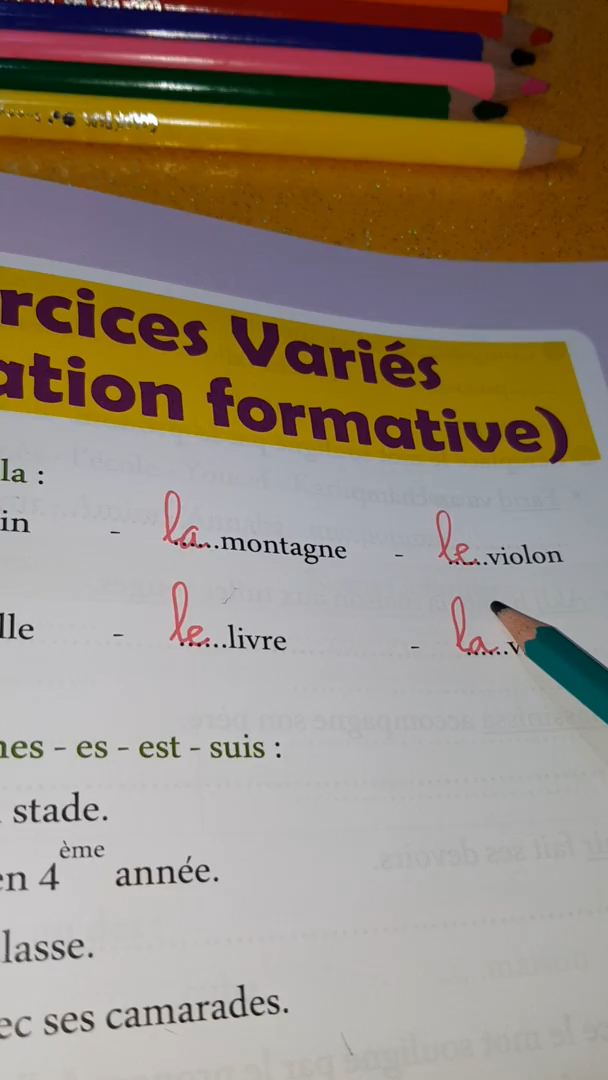 rcices Variés
ation formative)
la :
in - la...montagne - le...violon
lle - le...livre - la...v
mes - es - est - suis :
stade.
en 4ème année.
lasse.
ec ses camarades.